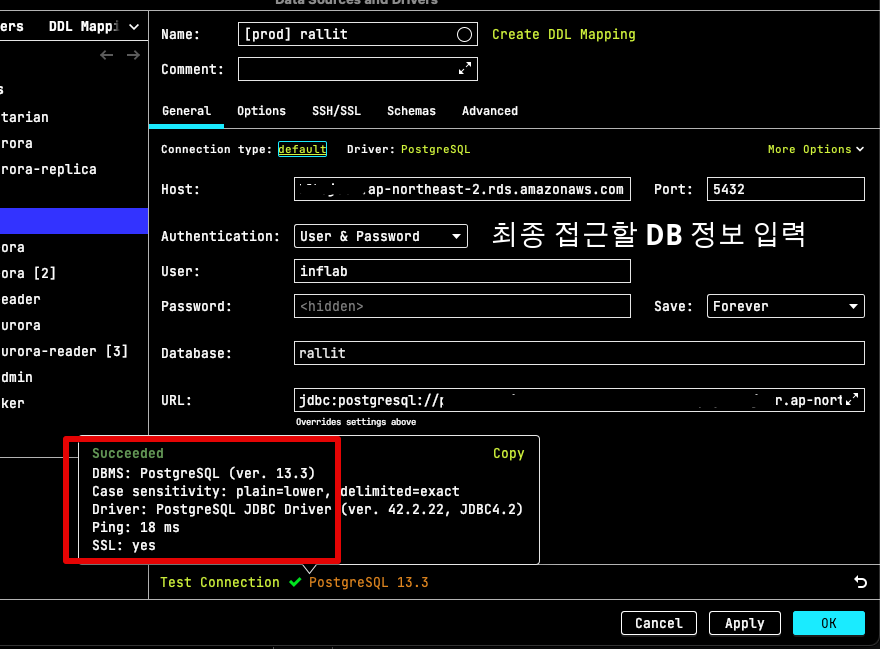 Data Sources and Drivers
ers DDL Mappi
Name: [prod] rallit Create DDL Mapping
Comment:
s
tarian
rora
rora-replica
ora
ora [2]
eader
urora
urora-reader [3]
dmin
ker
General Options SSH/SSL Schemas Advanced
Connection type: default Driver: PostgreSQL More Options
Host: .ap-northeast-2.rds.amazonaws.com Port: 5432
Authentication: User & Password 최종 접근할 DB 정보 입력
User: inflab
Password: <hidden> Save: Forever
Database: rallit
URL: jdbc:postgresql:// r.ap-nort
Overrides settings above
Succeeded Copy
DBMS: PostgreSQL (ver. 13.3)
Case sensitivity: plain=lower, delimited=exact
Driver: PostgreSQL JDBC Driver (ver. 42.2.22, JDBC4.2)
Ping: 18 ms
SSL: yes
Test Connection PostgreSQL 13.3
Cancel Apply OK